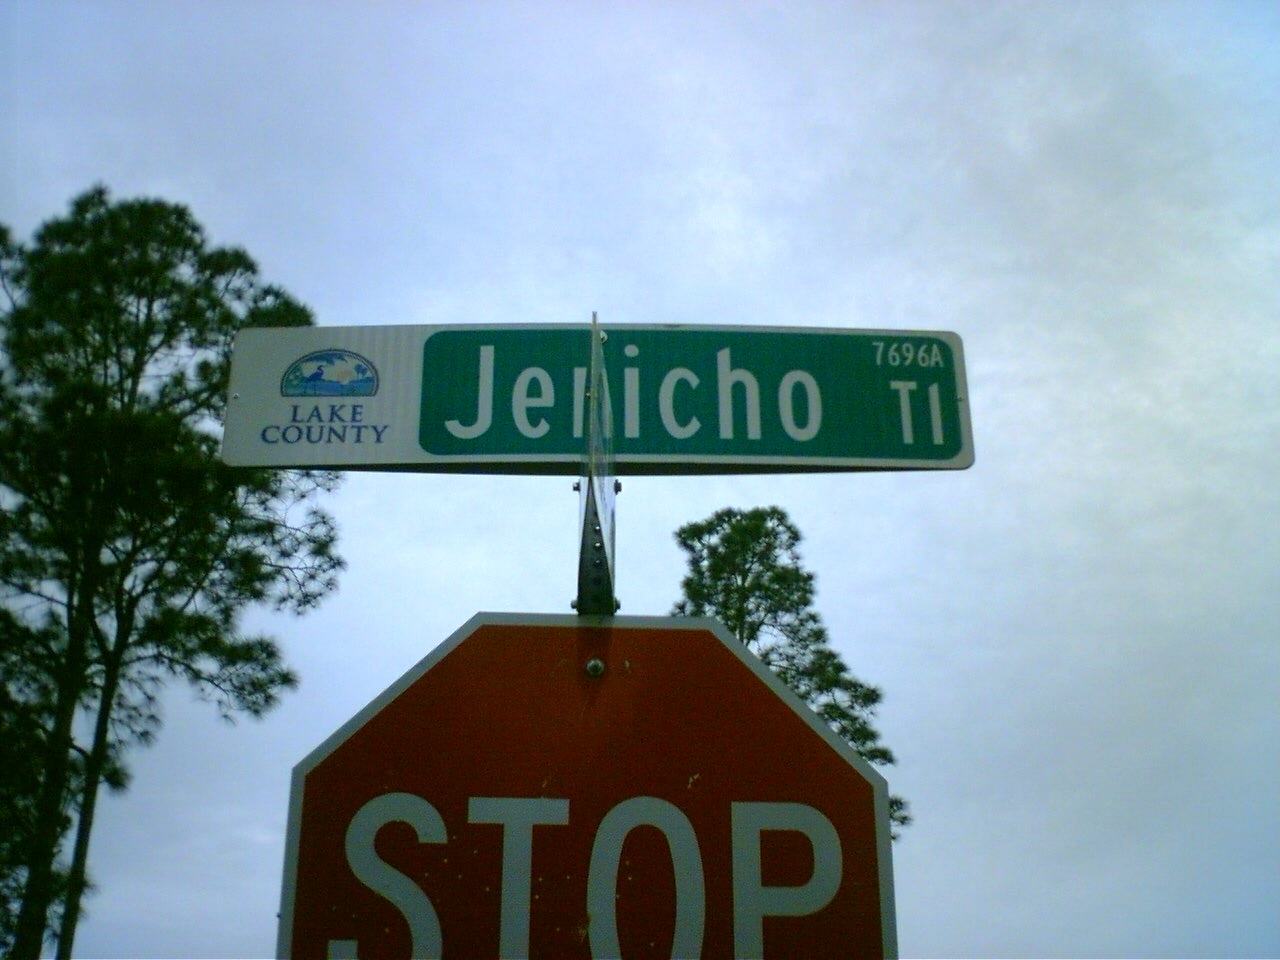 LAKE
COUNTY
Jericho Tl
7696A
STOP